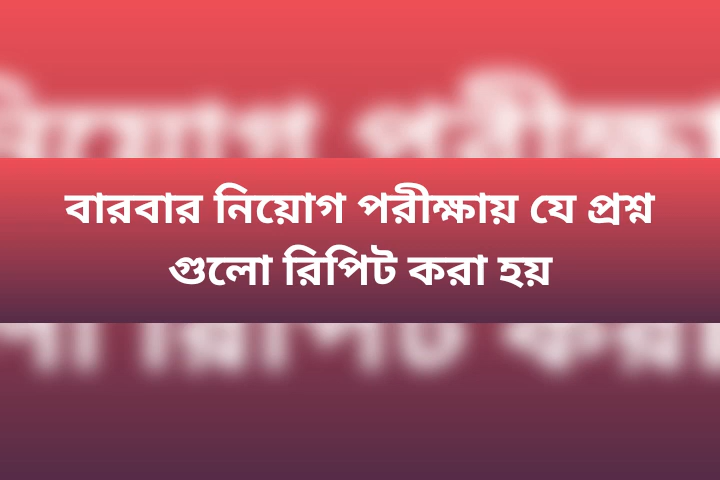 বারবার নিয়োগ পরীক্ষায় যে প্রশ্ন
গুলো রিপিট করা হয়